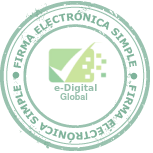 FIRMA ELECTRÓNICA SIMPLE
e-Digital
Global
FIRMA ELECTRÓNICA SIMPLE